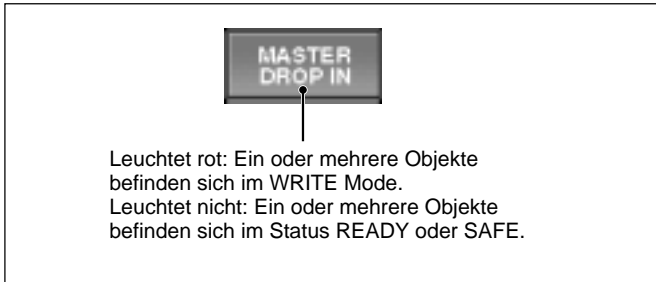 MASTER
DROP IN
Leuchtet rot: Ein oder mehrere Objekte
befinden sich im WRITE Mode.
Leuchtet nicht: Ein oder mehrere Objekte
befinden sich im Status READY oder SAFE.